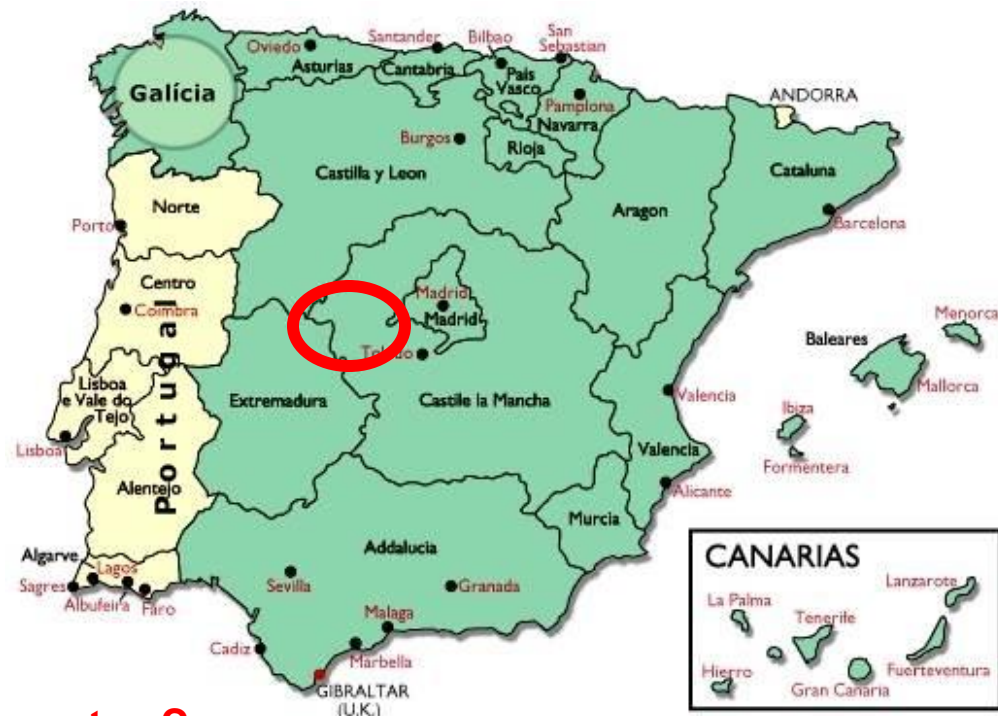 Oviedo
Santander
Bilbao
San
Sebastian
Asturias
Cantabria
Pais
Vasco
Galícia
Pamplona
Navarra
ANDORRA
Burgos
Rioja
Castilla y Leon
Cataluna
Norte
Aragon
Porto
Barcelona
Centro
Coimbra
Madrid
Madrid
Menorca
Baleares
Toledo
Mallorca
Portugal
Lisboa
e Vale do
Tejo
Extremadura
Castile la Mancha
Valencia
Ibiza
Lisboa
Valencia
Formentera
Alentejo
Alicante
Murcia
Algarve
Addalucia
CANARIAS
Lagos
Sagres
Albufeira
Faro
Sevilla
Granada
Lanzarote
La Palma
Malaga
Tenerife
Cadiz
Marbella
Hierro
Fuerteventura
Gran Canaria
GIBRALTAR
(U.K.)